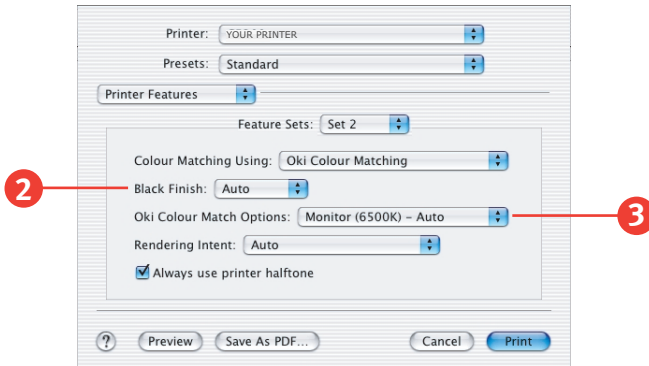 Printer: YOUR PRINTER
Presets: Standard
Printer Features
Feature Sets: Set 2
Colour Matching Using: Oki Colour Matching
2 Black Finish: Auto
Oki Colour Match Options: Monitor (6500K) – Auto 3
Rendering Intent: Auto
Always use printer halftone
? Preview Save As PDF... Cancel Print